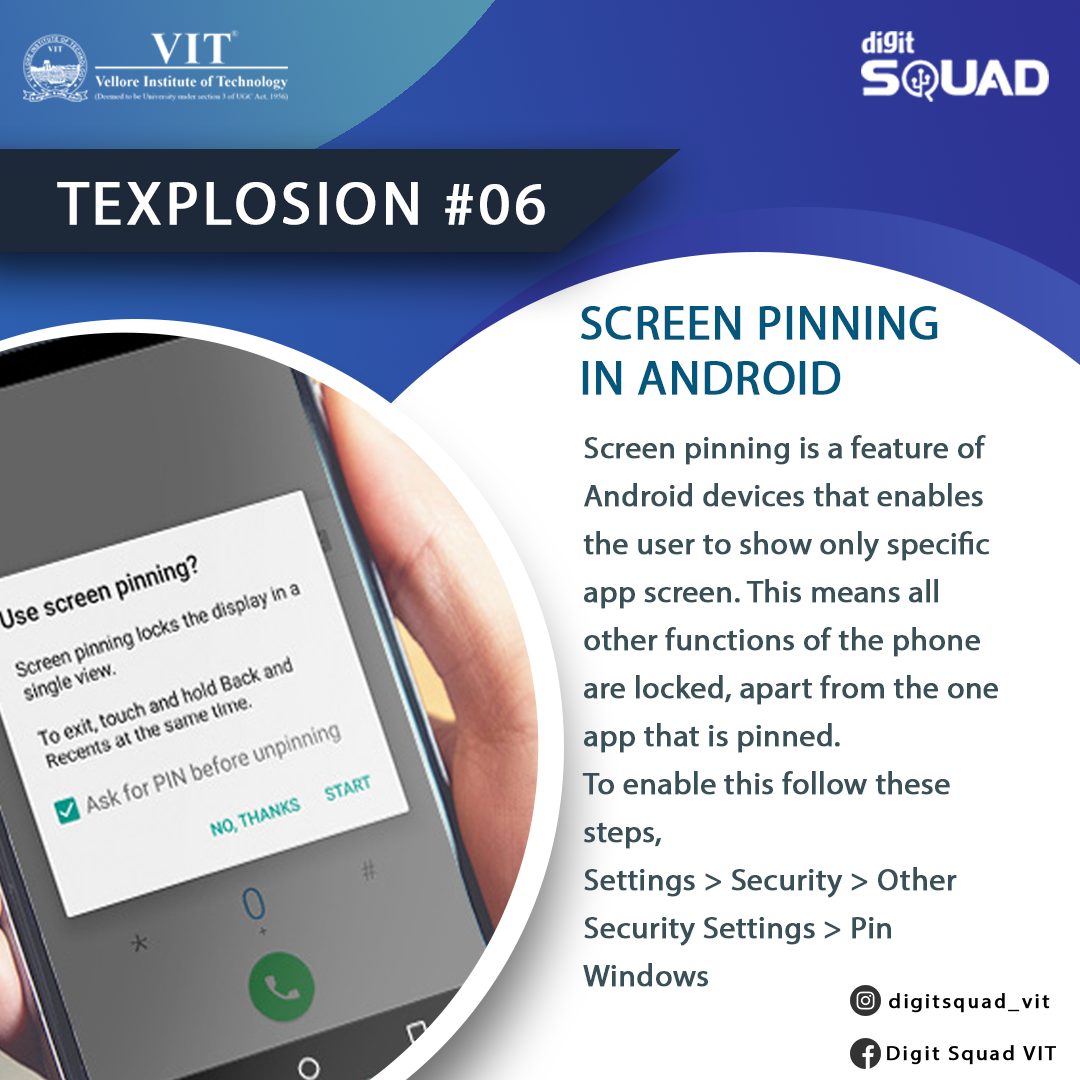 VIT®
Vellore Institute of Technology
(Deemed to be University under section 3 of UGC Act, 1956)
digit
SQUAD
TEXPLOSION #06
SCREEN PINNING
IN ANDROID
Screen pinning is a feature of
Android devices that enables
the user to show only specific
app screen. This means all
other functions of the phone
are locked, apart from the one
app that is pinned.
To enable this follow these
steps,
Settings > Security > Other
Security Settings > Pin
Windows
Use screen pinning?
Screen pinning locks the display in a
single view.
To exit, touch and hold Back and
Recents at the same time.
Ask for PIN before unpinning
NO, THANKS START
* 0 #
+
digitsquad_vit
Digit Squad VIT